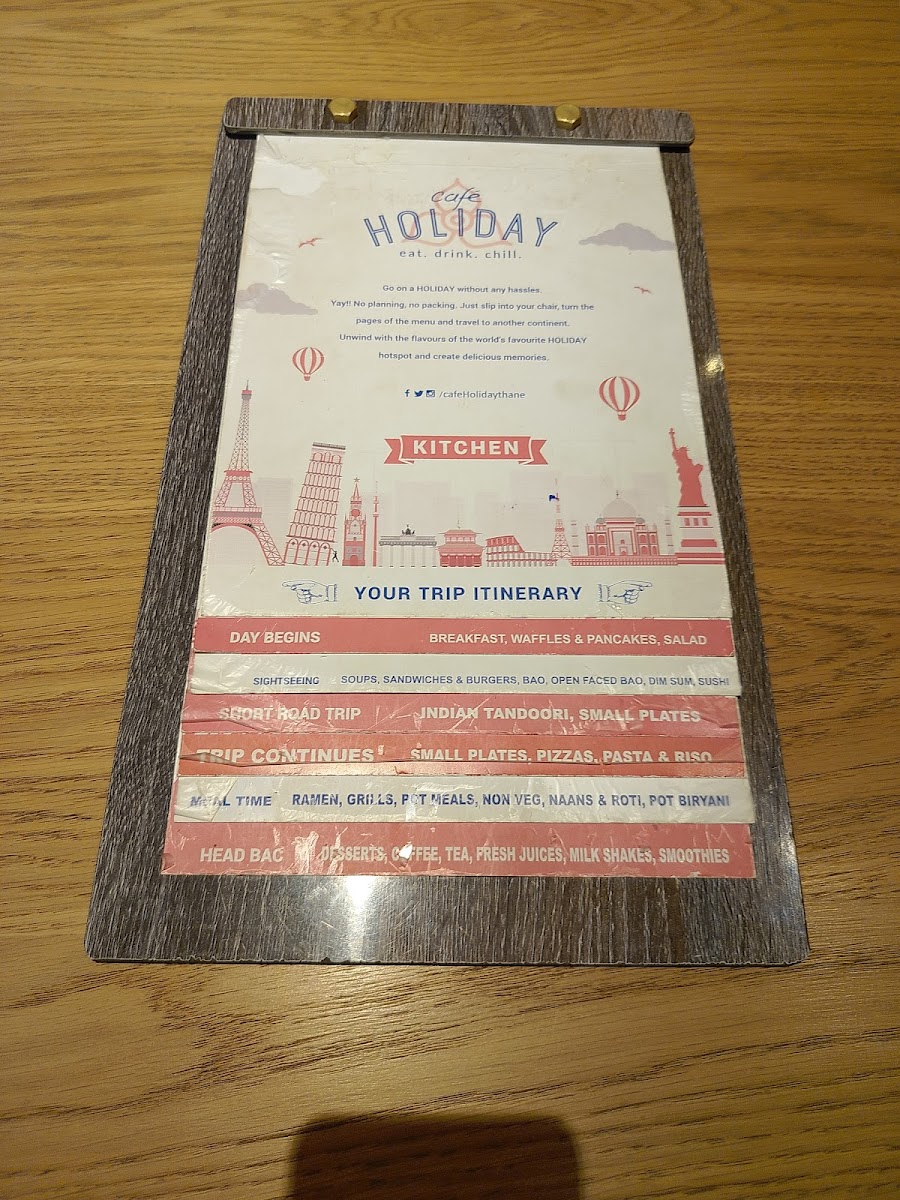 café
HOLIDAY
eat. drink. chill.
Go on a HOLIDAY without any hassles.
Yay!! No planning, no packing. Just slip into your chair, turn the
pages of the menu and travel to another continent.
Unwind with the flavours of the world's favourite HOLIDAY
hotspot and create delicious memories.
/cafeHolidaythane
KITCHEN
YOUR TRIP ITINERARY
DAY BEGINS BREAKFAST, WAFFLES & PANCAKES, SALAD
SIGHTSEEING SOUPS, SANDWICHES & BURGERS, BAO, OPEN FACED BAO, DIM SUM, SUSHI
SHORT ROAD TRIP INDIAN TANDOORI, SMALL PLATES
TRIP CONTINUES SMALL PLATES, PIZZAS, PASTA & RISO
MEAL TIME RAMEN, GRILLS, POT MEALS, NON VEG, NAANS & ROTI, POT BIRYANI
HEAD BAC DESSERTS, COFFEE, TEA, FRESH JUICES, MILK SHAKES, SMOOTHIES